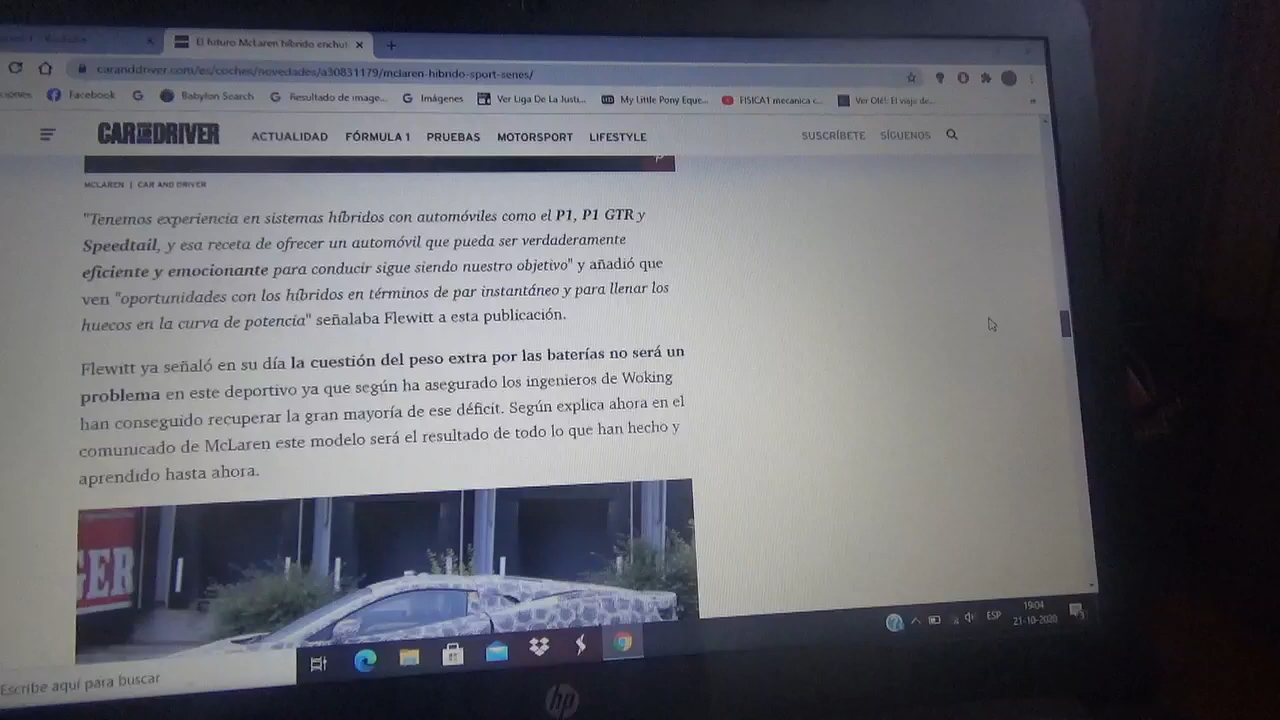 El futuro McLaren híbrido enchuf
caranddriver.com/es/coches/novedades/a30831179/mclaren-hibrido-sport-series/
Facebook
G
Babylon Search
Resultado de image...
Imágenes
Ver Liga De La Justi...
My Little Pony Eque...
FISICA1 mecanica c...
Ver Olé!: El viaje de...
CAR AND DRIVER
ACTUALIDAD FÓRMULA 1 PRUEBAS MOTORSPORT LIFESTYLE
SUSCRÍBETE SÍGUENOS
MCLAREN | CAR AND DRIVER
"Tenemos experiencia en sistemas híbridos con automóviles como el P1, P1 GTR y
Speedtail, y esa receta de ofrecer un automóvil que pueda ser verdaderamente
eficiente y emocionante para conducir sigue siendo nuestro objetivo" y añadió que
ven "oportunidades con los híbridos en términos de par instantáneo y para llenar los
huecos en la curva de potencia" señalaba Flewitt a esta publicación.
Flewitt ya señaló en su día la cuestión del peso extra por las baterías no será un
problema en este deportivo ya que según ha asegurado los ingenieros de Woking
han conseguido recuperar la gran mayoría de ese déficit. Según explica ahora en el
comunicado de McLaren este modelo será el resultado de todo lo que han hecho y
aprendido hasta ahora.
GER
Escribe aquí para buscar
ESP
19:04
21-10-2020
3
hp